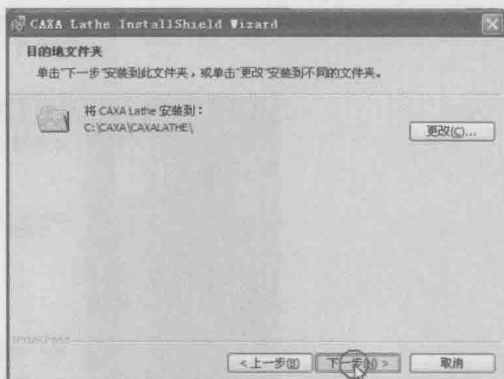 CAXA Lathe InstallShield Wizard
目的地文件夹
单击“下一步”安装到此文件夹，或单击“更改”安装到不同的文件夹。
将 CAXA Lathe 安装到：
C:\CAXA\CAXALATHE\
更改(C)...
InstallShield
<上一步(B)
下一步(N) >
取消